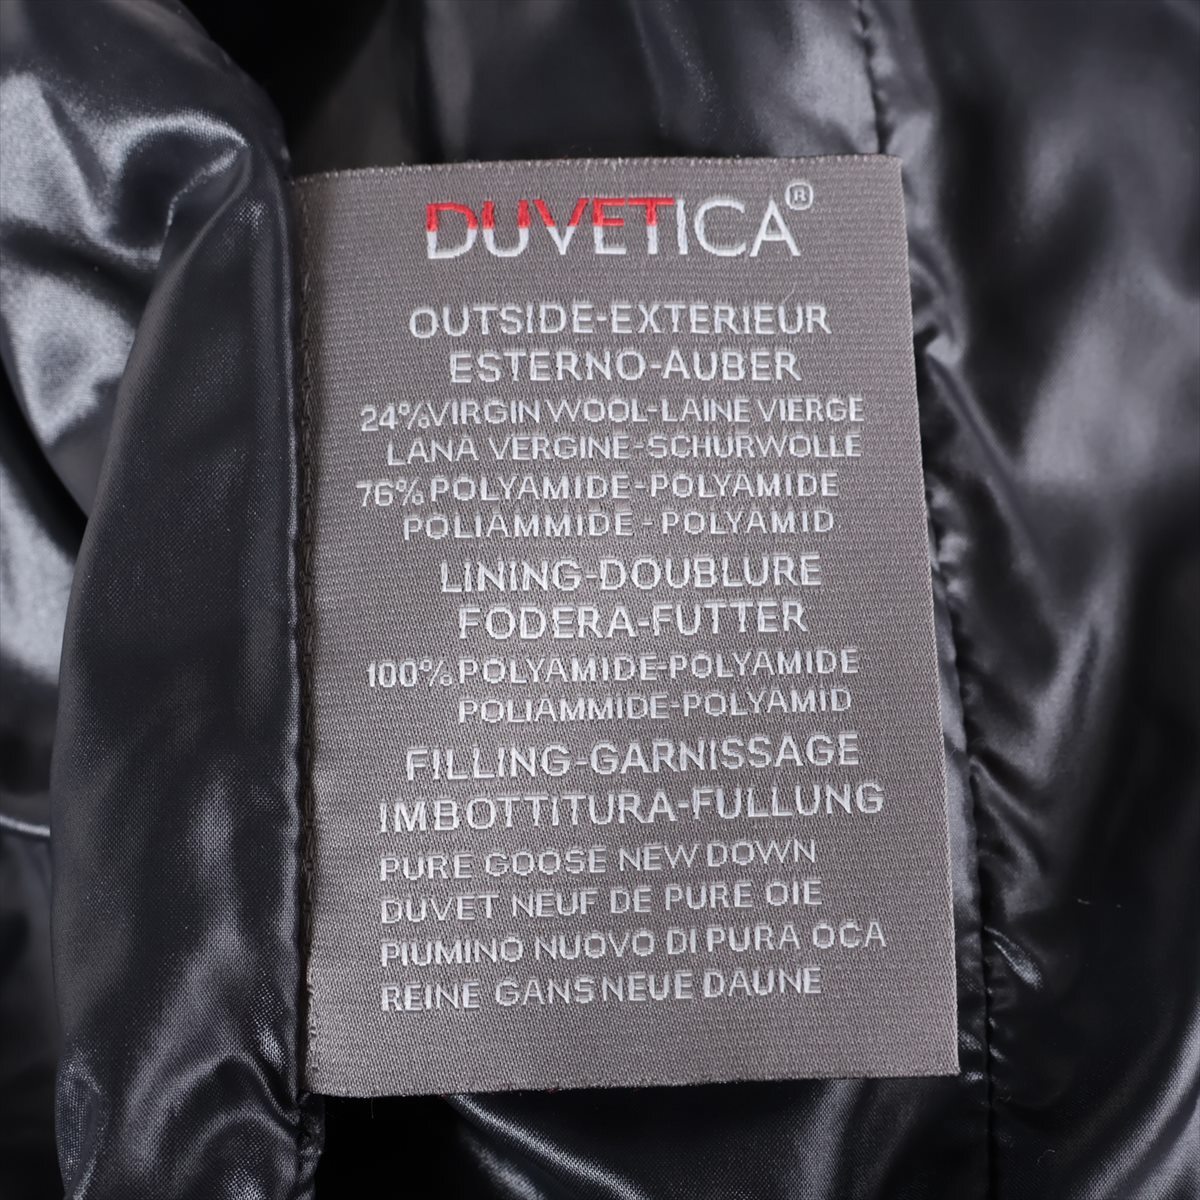 DUVETICA®
OUTSIDE-EXTERIEUR
ESTERNO-AUBER
24%VIRGIN WOOL-LAINE VIERGE
LANA VERGINE-SCHURWOLLE
76% POLYAMIDE-POLYAMIDE
POLIAMMIDE-POLYAMID
LINING-DOUBLURE
FODERA-FUTTER
100% POLYAMIDE-POLYAMIDE
POLIAMMIDE-POLYAMID
FILLING-GARNISSAGE
IMBOTTITURA-FULLUNG
PURE GOOSE NEW DOWN
DUVET NEUF DE PURE OIE
PIUMINO NUOVO DI PURA OCA
REINE GANS NEUE DAUNE